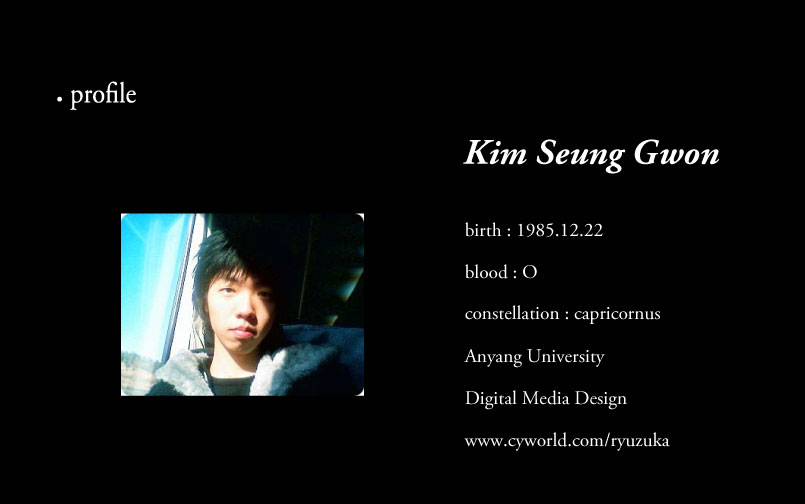 • profile
Kim Seung Gwon
birth : 1985.12.22
blood : O
constellation : capricornus
Anyang University
Digital Media Design
www.cyworld.com/ryuzuka